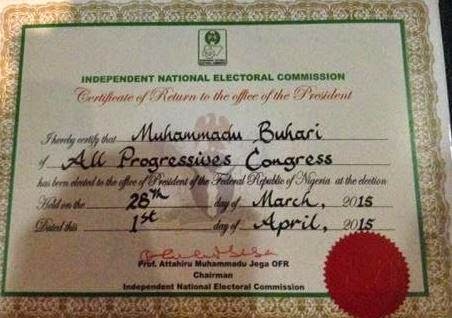 INDEPENDENT NATIONAL ELECTORAL COMMISSION
Certificate of Return to the office of the President
I hereby certify that Muhammadu Buhari
of All Progressives Congress
has been elected to the office of President of the Federal Republic of Nigeria at the election
Held on the 28th day of March, 2015
Dated this 1st day of April, 2015
Prof. Attahiru Muhammadu Jega OFR
Chairman
Independent National Electoral Commission